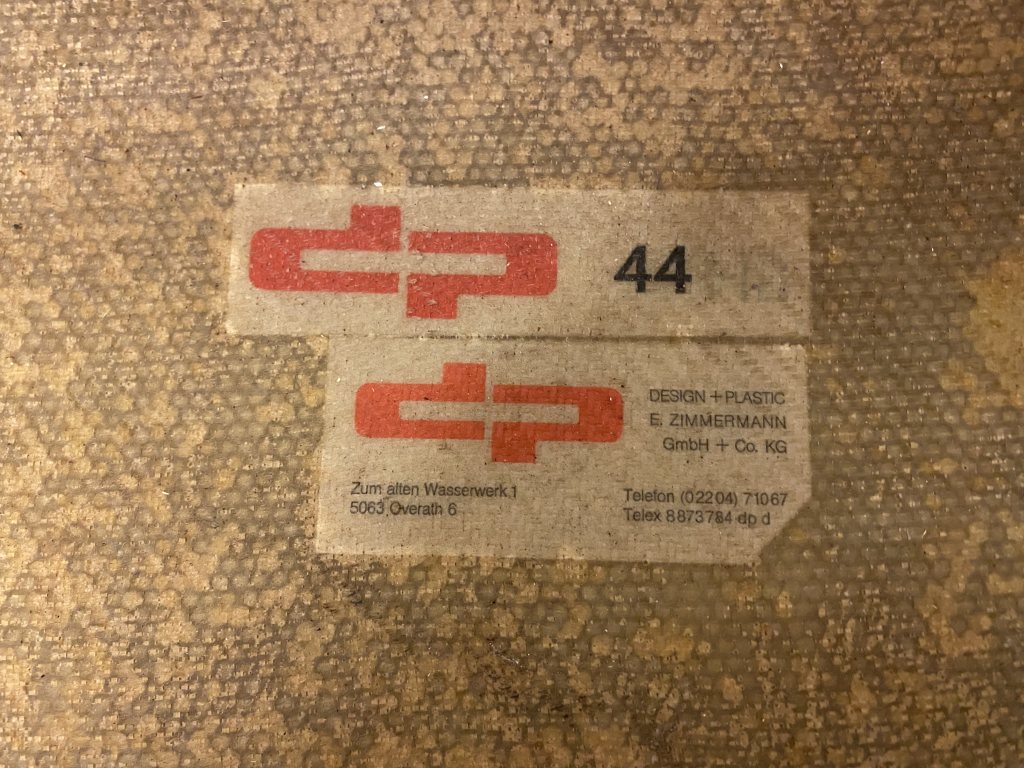 dp
44
dp
DESIGN + PLASTIC
E. ZIMMERMANN
GmbH + Co. KG
Zum alten Wasserwerk 1
5063 Overath 6
Telefon (02204) 71067
Telex 8873784 dp d